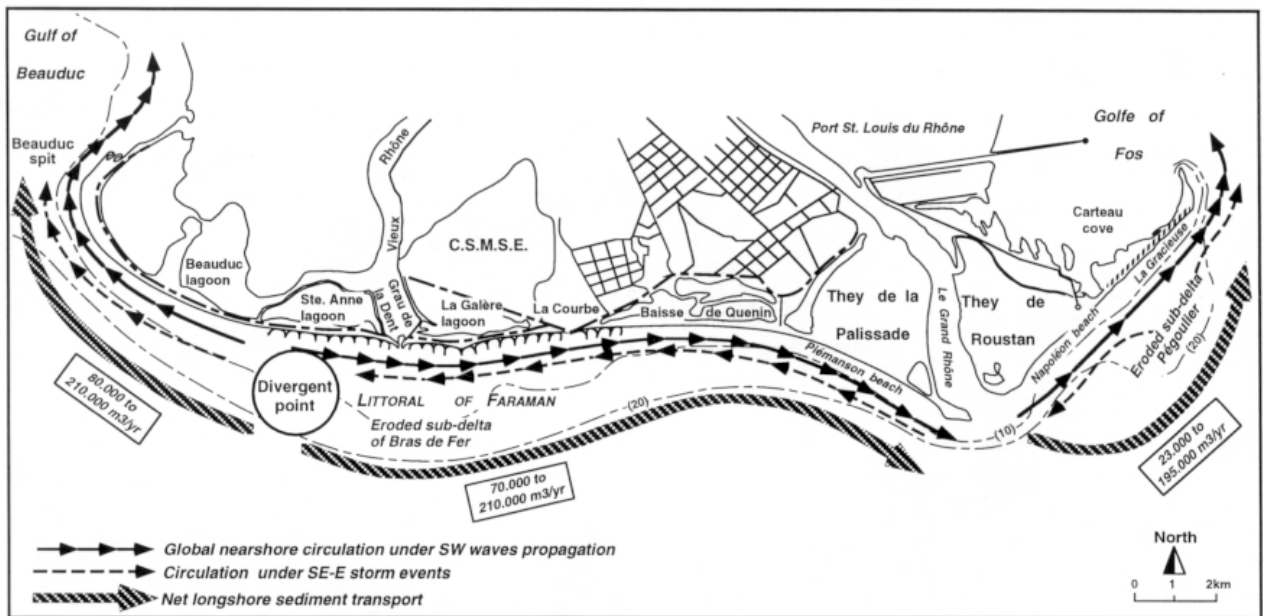 Gulf of
Beauduc
Beauduc
spit
Rhône
Vieux
Port St. Louis du Rhône
Golfe of
Fos
Carteau
cove
La Gracieuse
C.S.M.S.E.
Beauduc
lagoon
Ste. Anne
lagoon
Grau de
la Dent
La Galère
lagoon
La Courbe
Baisse de Quenin
They de la
Palissade
Le Grand Rhône
They de
Roustan
Napoléon beach
Piémanson beach
Eroded sub-delta
Pégoulier
(20)
Divergent
point
LITTORAL OF FARAMAN
Eroded sub-delta
of Bras de Fer
(20)
(10)
80.000 to
210.000 m3/yr
70.000 to
210.000 m3/yr
23.000 to
195.000 m3/yr
Global nearshore circulation under SW waves propagation
Circulation under SE-E storm events
Net longshore sediment transport
North
0 1 2km